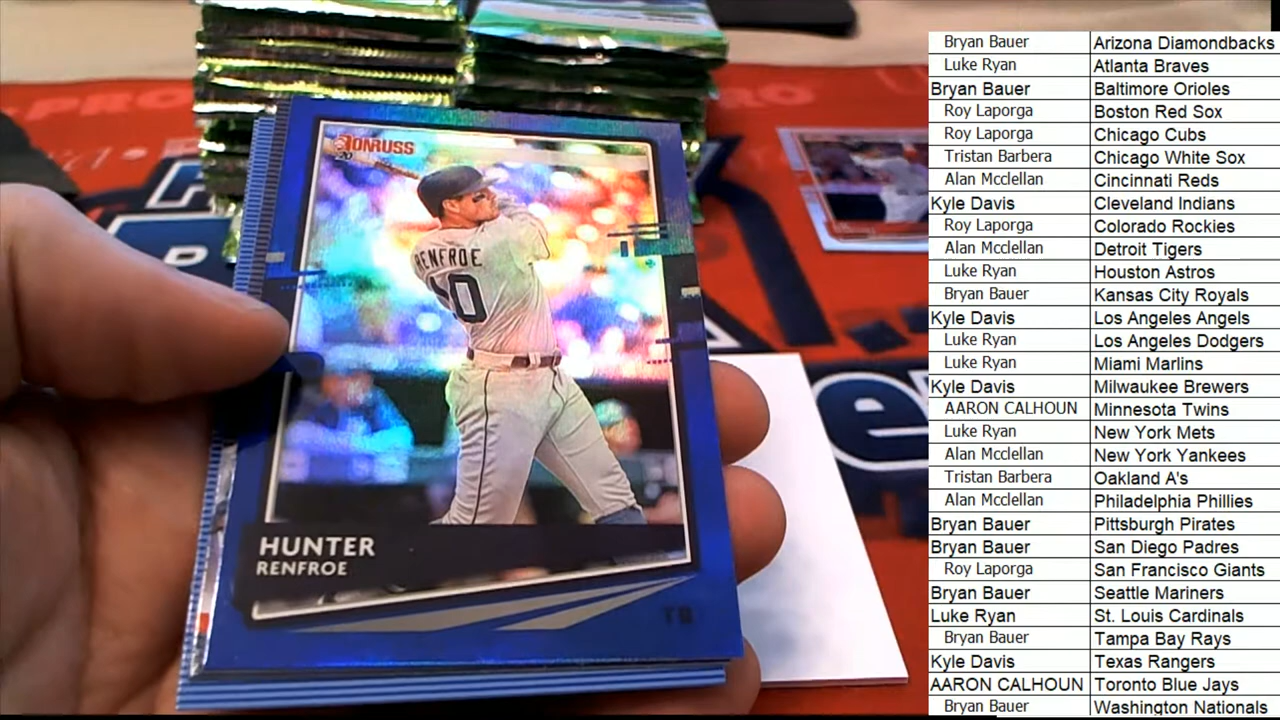 DONRUSS
20
RENFROE
10
HUNTER
RENFROE
TB
Bryan Bauer Arizona Diamondbacks
Luke Ryan Atlanta Braves
Bryan Bauer Baltimore Orioles
Roy Laporga Boston Red Sox
Roy Laporga Chicago Cubs
Tristan Barbera Chicago White Sox
Alan Mcclellan Cincinnati Reds
Kyle Davis Cleveland Indians
Roy Laporga Colorado Rockies
Alan Mcclellan Detroit Tigers
Luke Ryan Houston Astros
Bryan Bauer Kansas City Royals
Kyle Davis Los Angeles Angels
Luke Ryan Los Angeles Dodgers
Luke Ryan Miami Marlins
Kyle Davis Milwaukee Brewers
AARON CALHOUN Minnesota Twins
Luke Ryan New York Mets
Alan Mcclellan New York Yankees
Tristan Barbera Oakland A's
Alan Mcclellan Philadelphia Phillies
Bryan Bauer Pittsburgh Pirates
Bryan Bauer San Diego Padres
Roy Laporga San Francisco Giants
Bryan Bauer Seattle Mariners
Luke Ryan St. Louis Cardinals
Bryan Bauer Tampa Bay Rays
Kyle Davis Texas Rangers
AARON CALHOUN Toronto Blue Jays
Bryan Bauer Washington Nationals